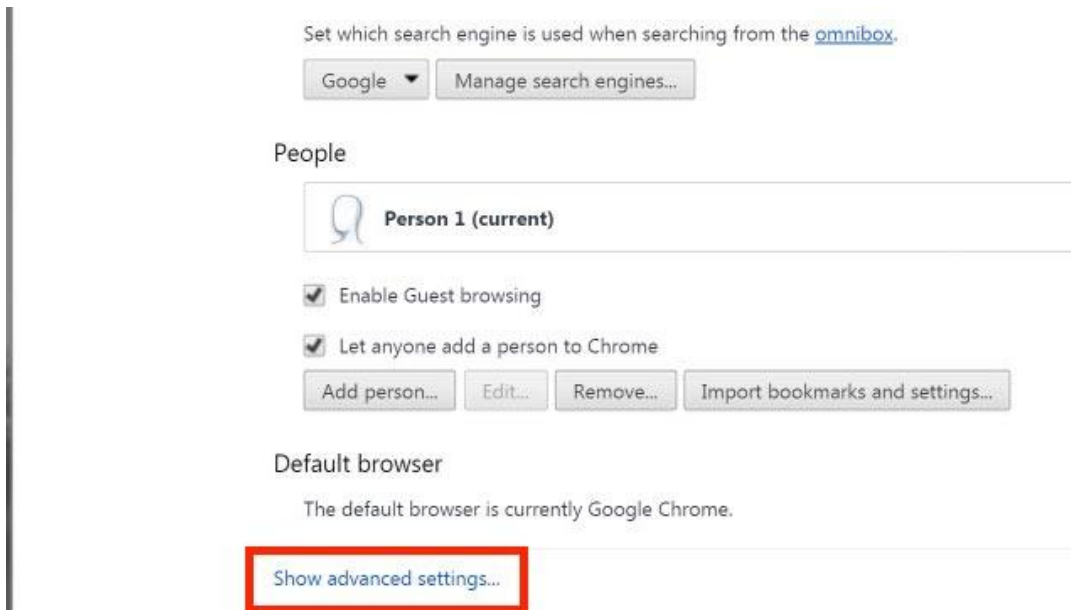 Set which search engine is used when searching from the omnibox.
Google Manage search engines...
People
Person 1 (current)
Enable Guest browsing
Let anyone add a person to Chrome
Add person... Edit... Remove... Import bookmarks and settings...
Default browser
The default browser is currently Google Chrome.
Show advanced settings...